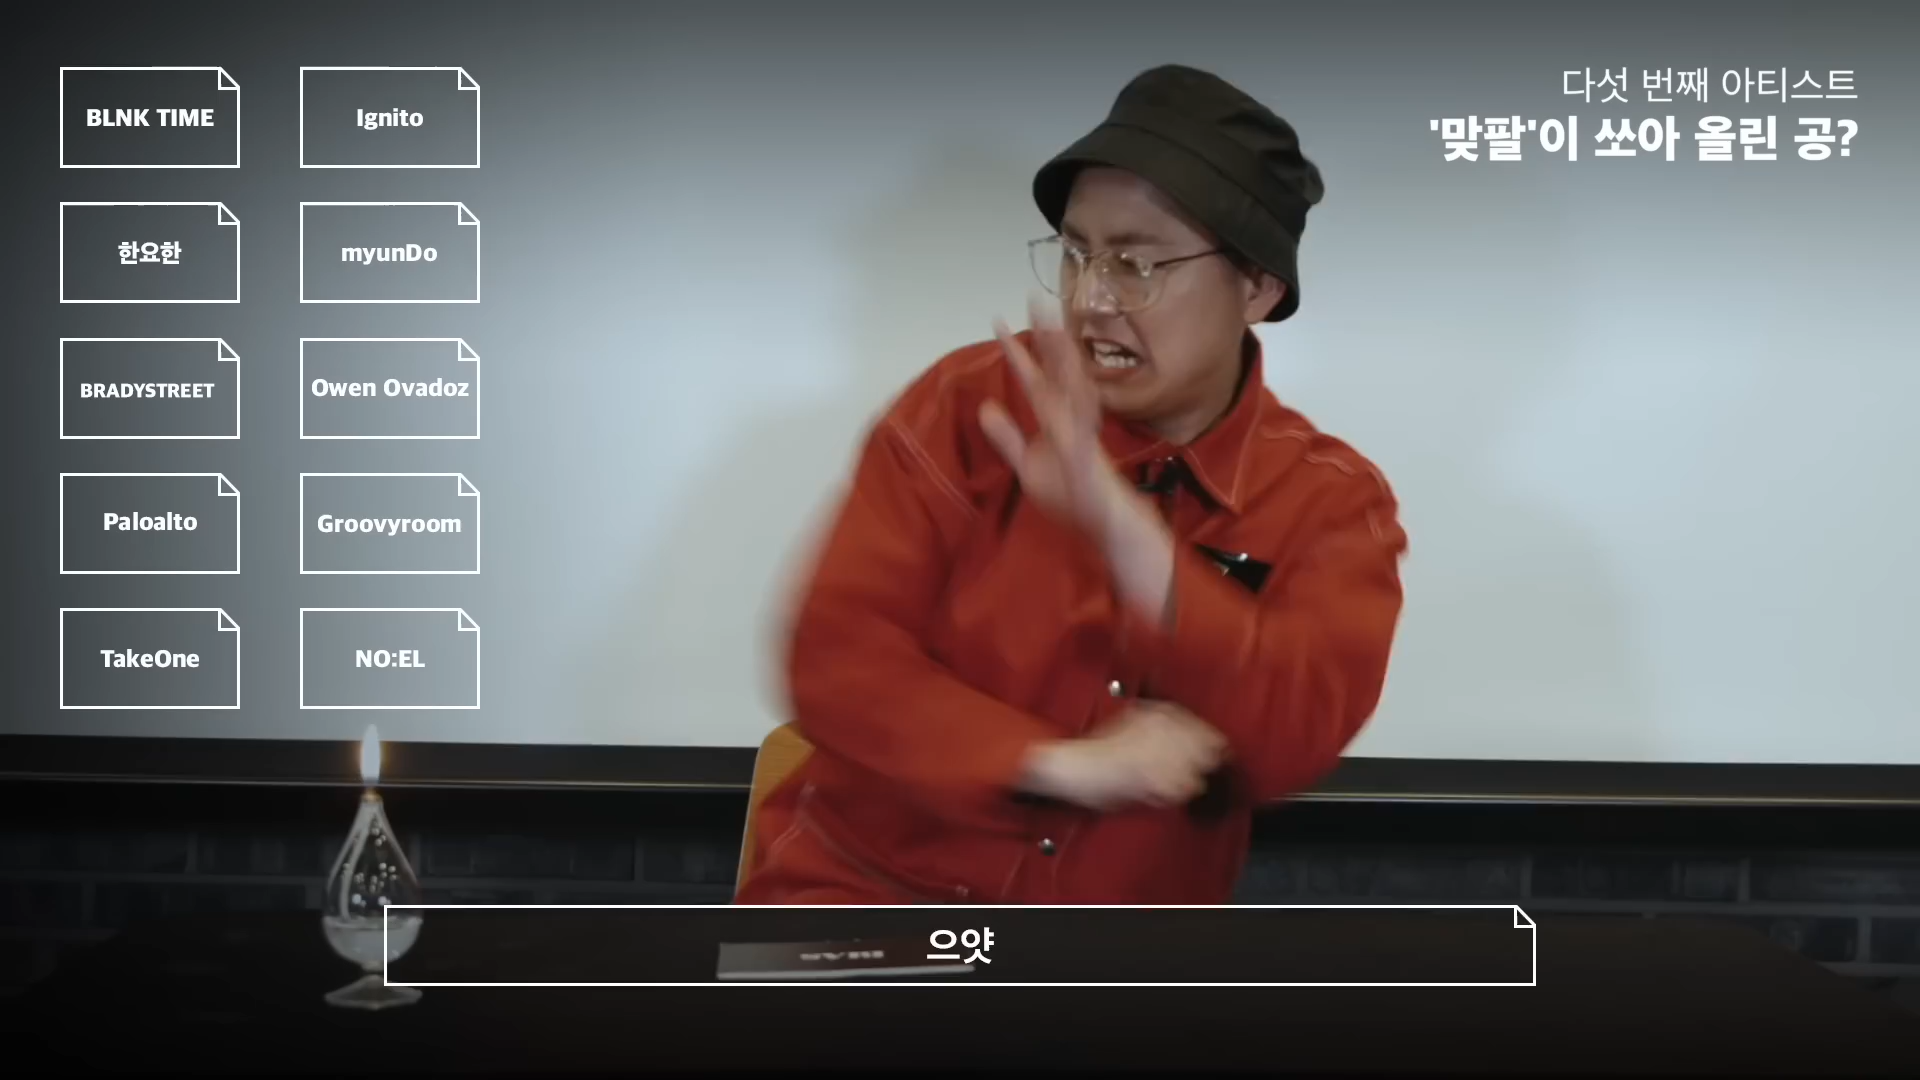 다섯 번째 아티스트
'맞팔'이 쏘아 올린 공?
BLNK TIME
Ignito
한요한
myunDo
BRADYSTREET
Owen Ovadoz
Paloalto
Groovyroom
TakeOne
NO:EL
으얏